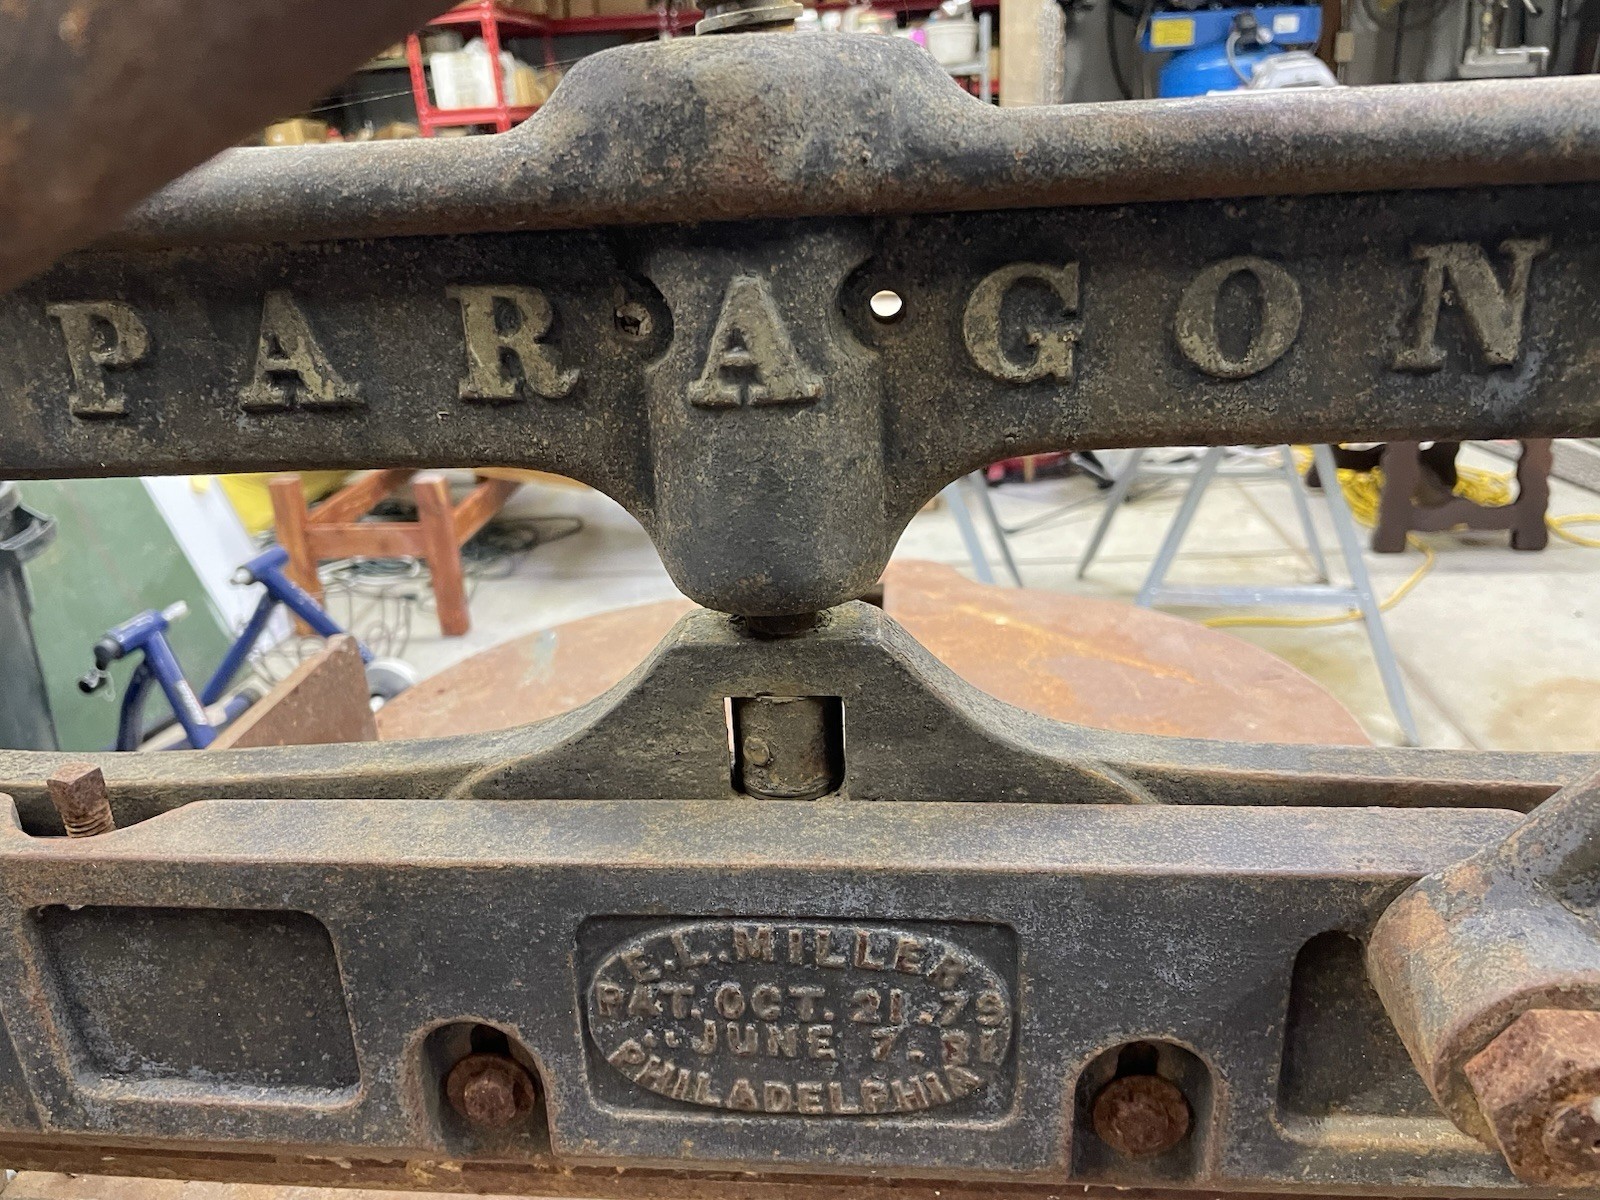 PARAGON
E.L. MILLER
PAT. OCT. 21.79
.. JUNE 7.81
PHILADELPHIA